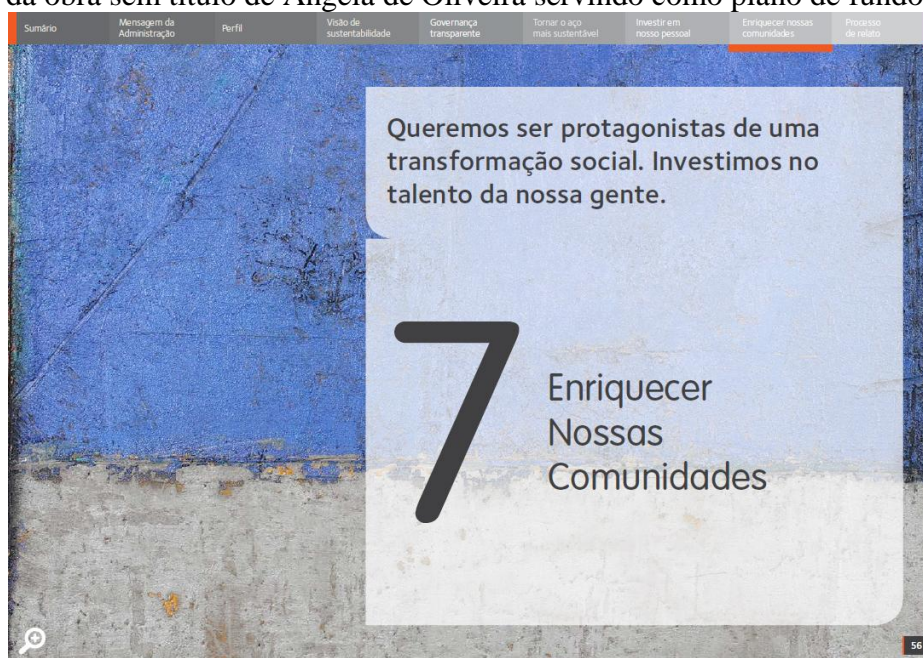 da obra sem título de Ângela de Oliveira servindo como plano de fundo
Sumário
Mensagem da
Administração
Perfil
Visão de
sustentabilidade
Governança
transparente
Tornar o aço
mais sustentável
Investir em
nosso pessoal
Enriquecer nossas
comunidades
Processo
de relato
Queremos ser protagonistas de uma
transformação social. Investimos no
talento da nossa gente.
7
Enriquecer
Nossas
Comunidades
56